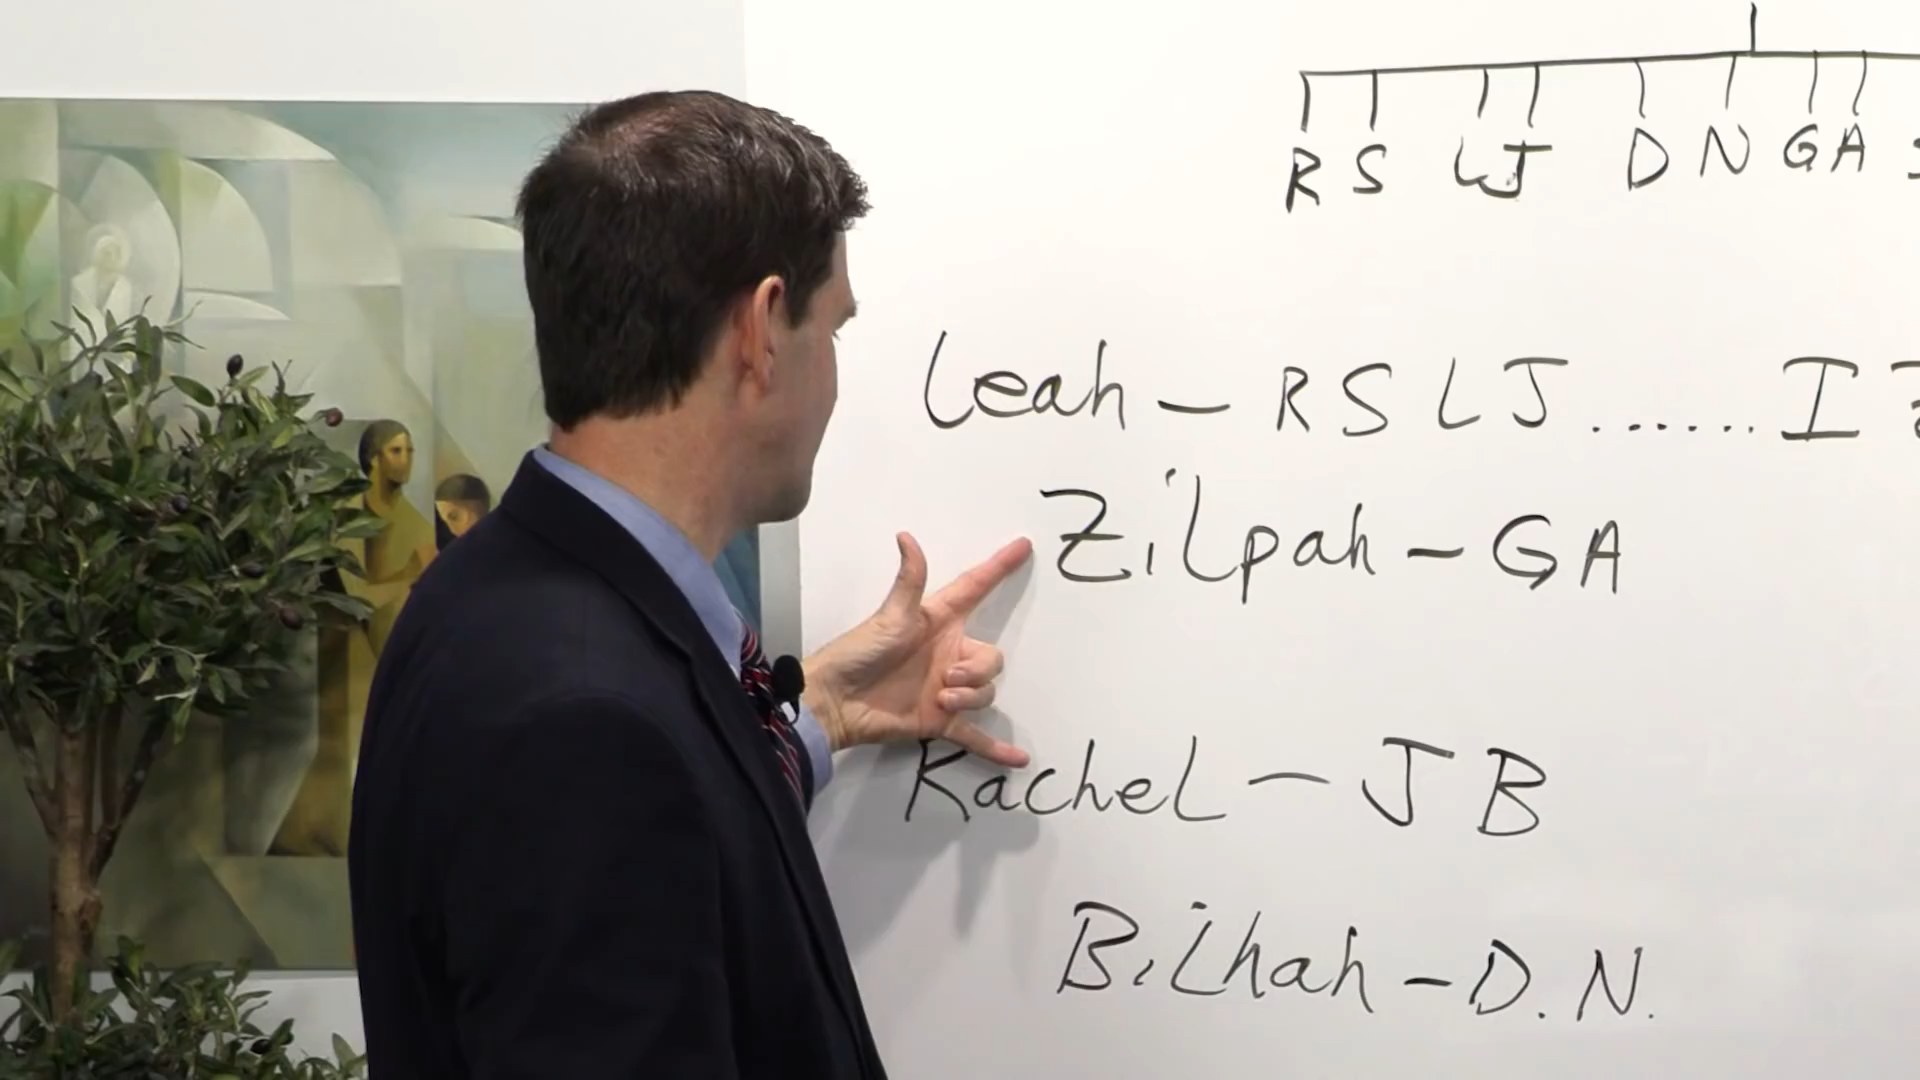 R S L J D N G A
Leah - R S L J ...... I
Zilpah - G A
Rachel - J B
Bilhah - D. N.